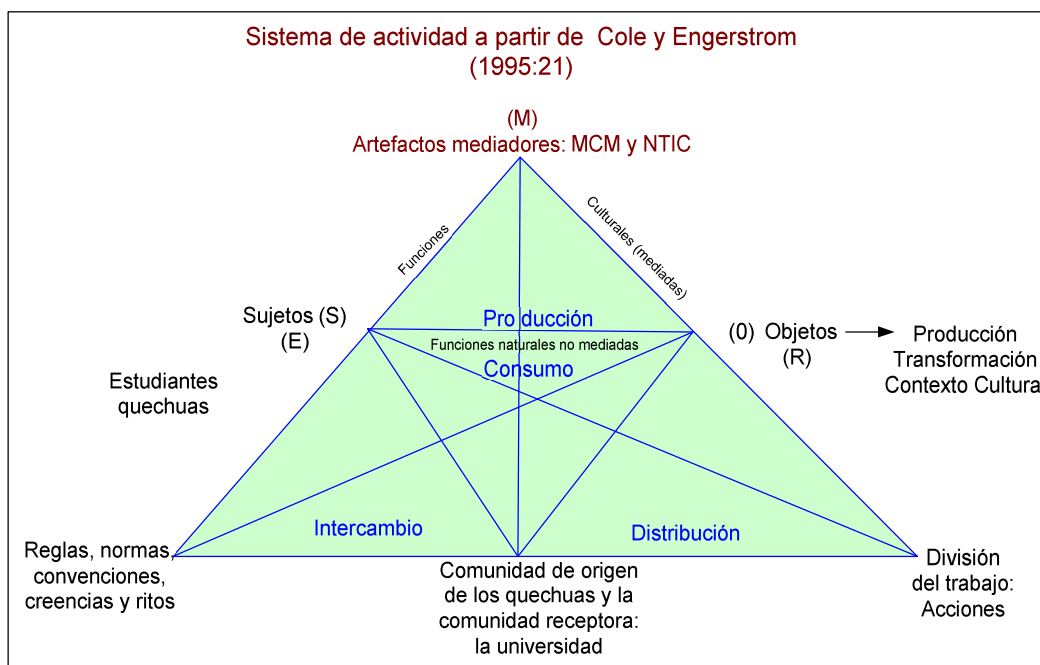 Sistema de actividad a partir de Cole y Engerstrom
(1995:21)
(M)
Artefactos mediadores: MCM y NTIC
Funciones
Culturales (mediadas)
Sujetos (S)
(E)
Producción
Funciones naturales no mediadas
Consumo
(0) Objetos
(R)
Producción
Transformación
Contexto Cultura
Estudiantes
quechuas
Intercambio
Distribución
Reglas, normas,
convenciones,
creencias y ritos
Comunidad de origen
de los quechuas y la
comunidad receptora:
la universidad
División
del trabajo:
Acciones